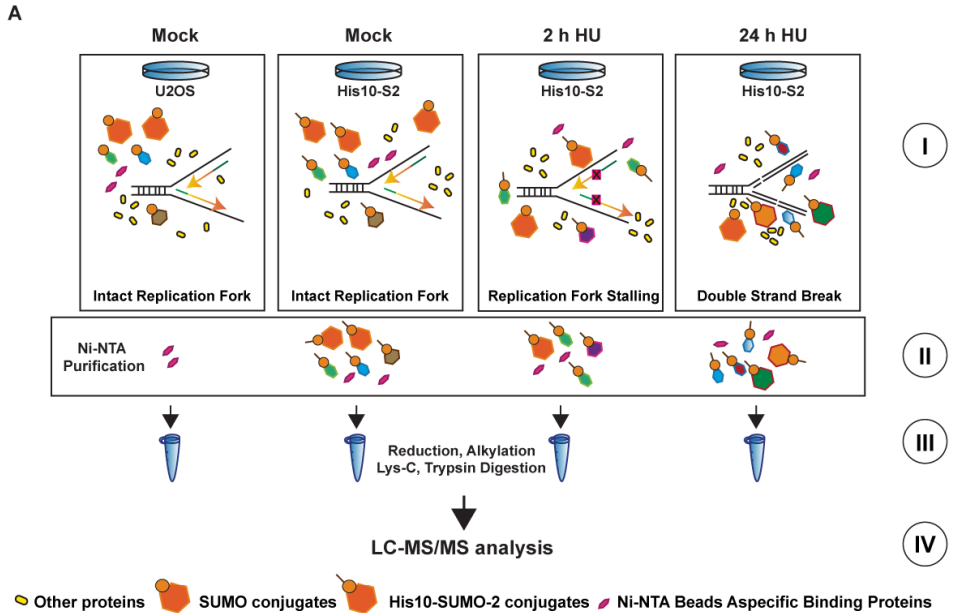 A
Mock
Mock
2 h HU
24 h HU
U2OS
His10-S2
His10-S2
His10-S2
I
Intact Replication Fork
Intact Replication Fork
Replication Fork Stalling
Double Strand Break
Ni-NTA
Purification
II
Reduction, Alkylation
Lys-C, Trypsin Digestion
III
LC-MS/MS analysis
IV
Other proteins
SUMO conjugates
His10-SUMO-2 conjugates
Ni-NTA Beads Aspecific Binding Proteins